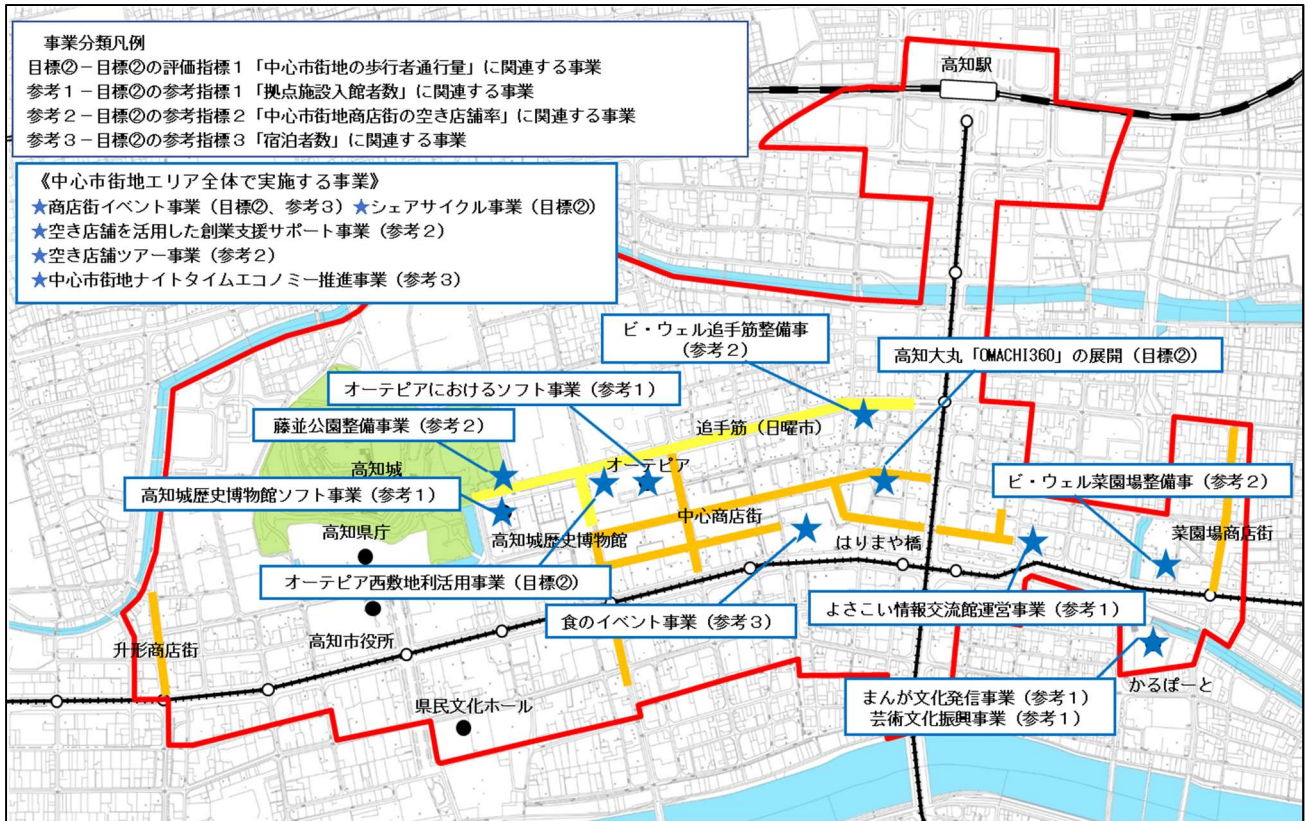 事業分類凡例
目標②－目標②の評価指標1「中心市街地の歩行者通行量」に関連する事業
参考1－目標②の参考指標1「拠点施設入館者数」に関連する事業
参考2－目標②の参考指標2「中心市街地商店街の空き店舗率」に関連する事業
参考3－目標②の参考指標3「宿泊者数」に関連する事業
高知駅
《中心市街地エリア全体で実施する事業》
★商店街イベント事業（目標②、参考3）★シェアサイクル事業（目標②）
★空き店舗を活用した創業支援サポート事業（参考2）
★空き店舗ツアー事業（参考2）
★中心市街地ナイトタイムエコノミー推進事業（参考3）
ビ・ウェル追手筋整備事
（参考2）
高知大丸「OMACHI360」の展開（目標②）
オーテピアにおけるソフト事業（参考1）
藤並公園整備事業（参考2）
追手筋（日曜市）
高知城
オーテピア
高知城歴史博物館ソフト事業（参考1）
ビ・ウェル菜園場整備事（参考2）
中心商店街
高知県庁
高知城歴史博物館
はりまや橋
菜園場商店街
オーテピア西敷地利活用事業（目標②）
食のイベント事業（参考3）
よさこい情報交流館運営事業（参考1）
升形商店街
高知市役所
かるぽーと
県民文化ホール
まんが文化発信事業（参考1）
芸術文化振興事業（参考1）